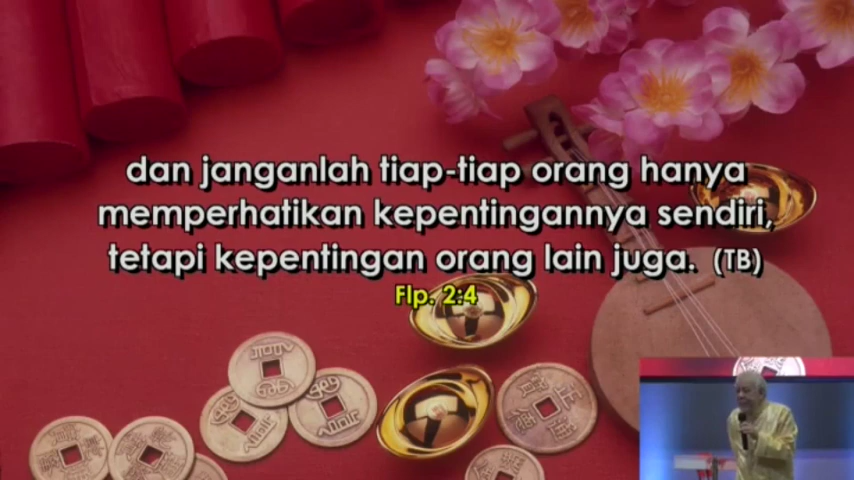 dan janganlah tiap-tiap orang hanya
memperhatikan kepentingannya sendiri,
tetapi kepentingan orang lain juga. (TB)
Flp. 2:4